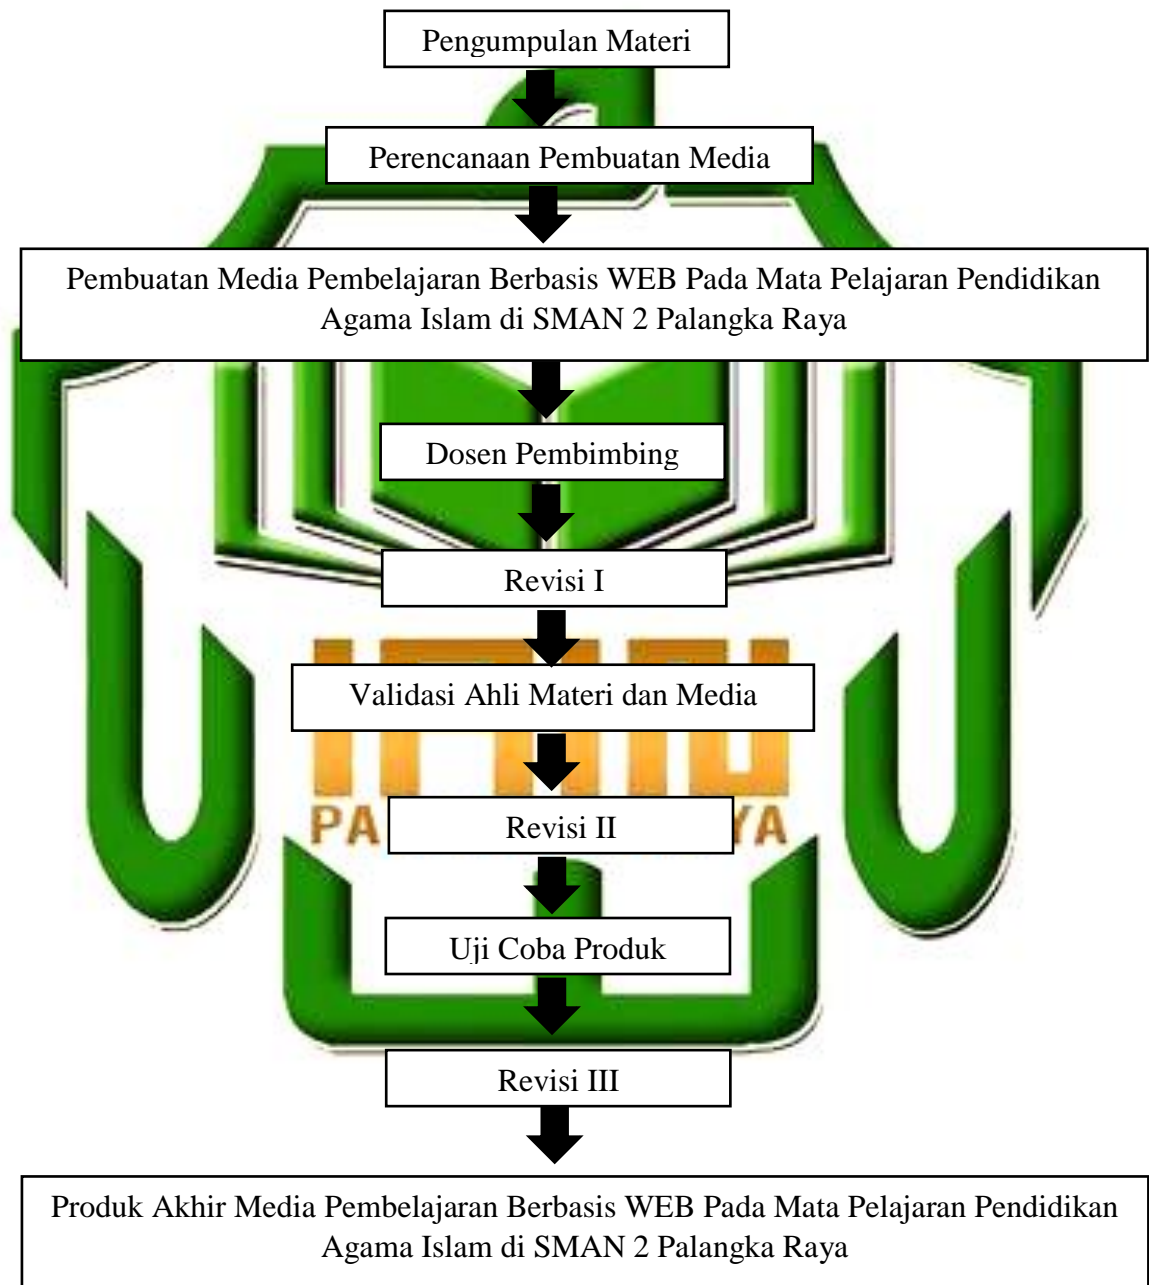 Pengumpulan Materi
Perencanaan Pembuatan Media
Pembuatan Media Pembelajaran Berbasis WEB Pada Mata Pelajaran Pendidikan
Agama Islam di SMAN 2 Palangka Raya
Dosen Pembimbing
Revisi I
Validasi Ahli Materi dan Media
Revisi II
PA YA
Uji Coba Produk
Revisi III
Produk Akhir Media Pembelajaran Berbasis WEB Pada Mata Pelajaran Pendidikan
Agama Islam di SMAN 2 Palangka Raya